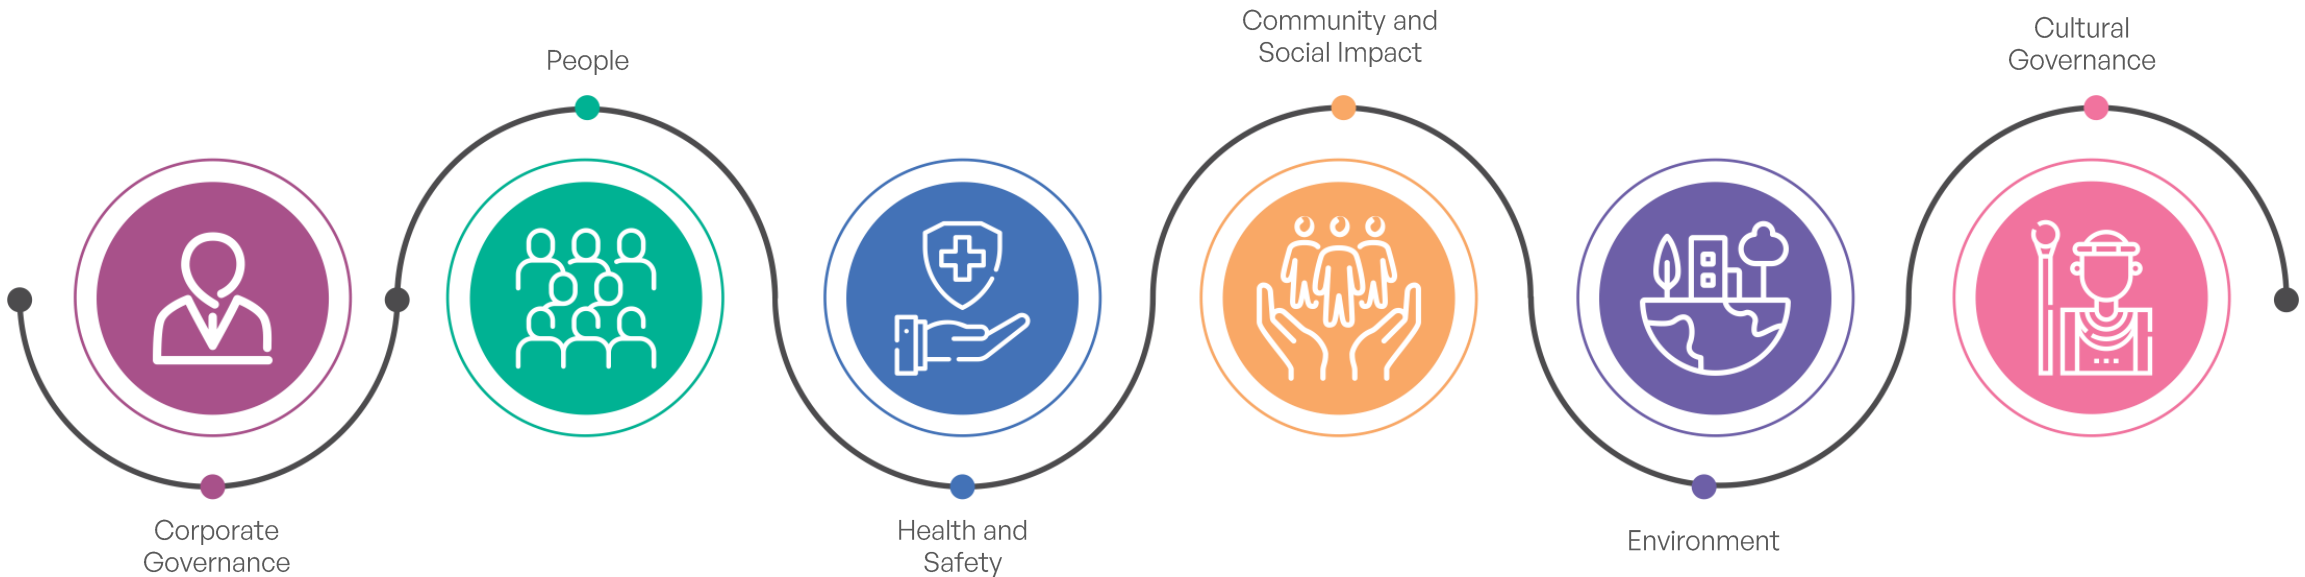 Corporate
Governance
People
Health and
Safety
Community and
Social Impact
Environment
Cultural
Governance